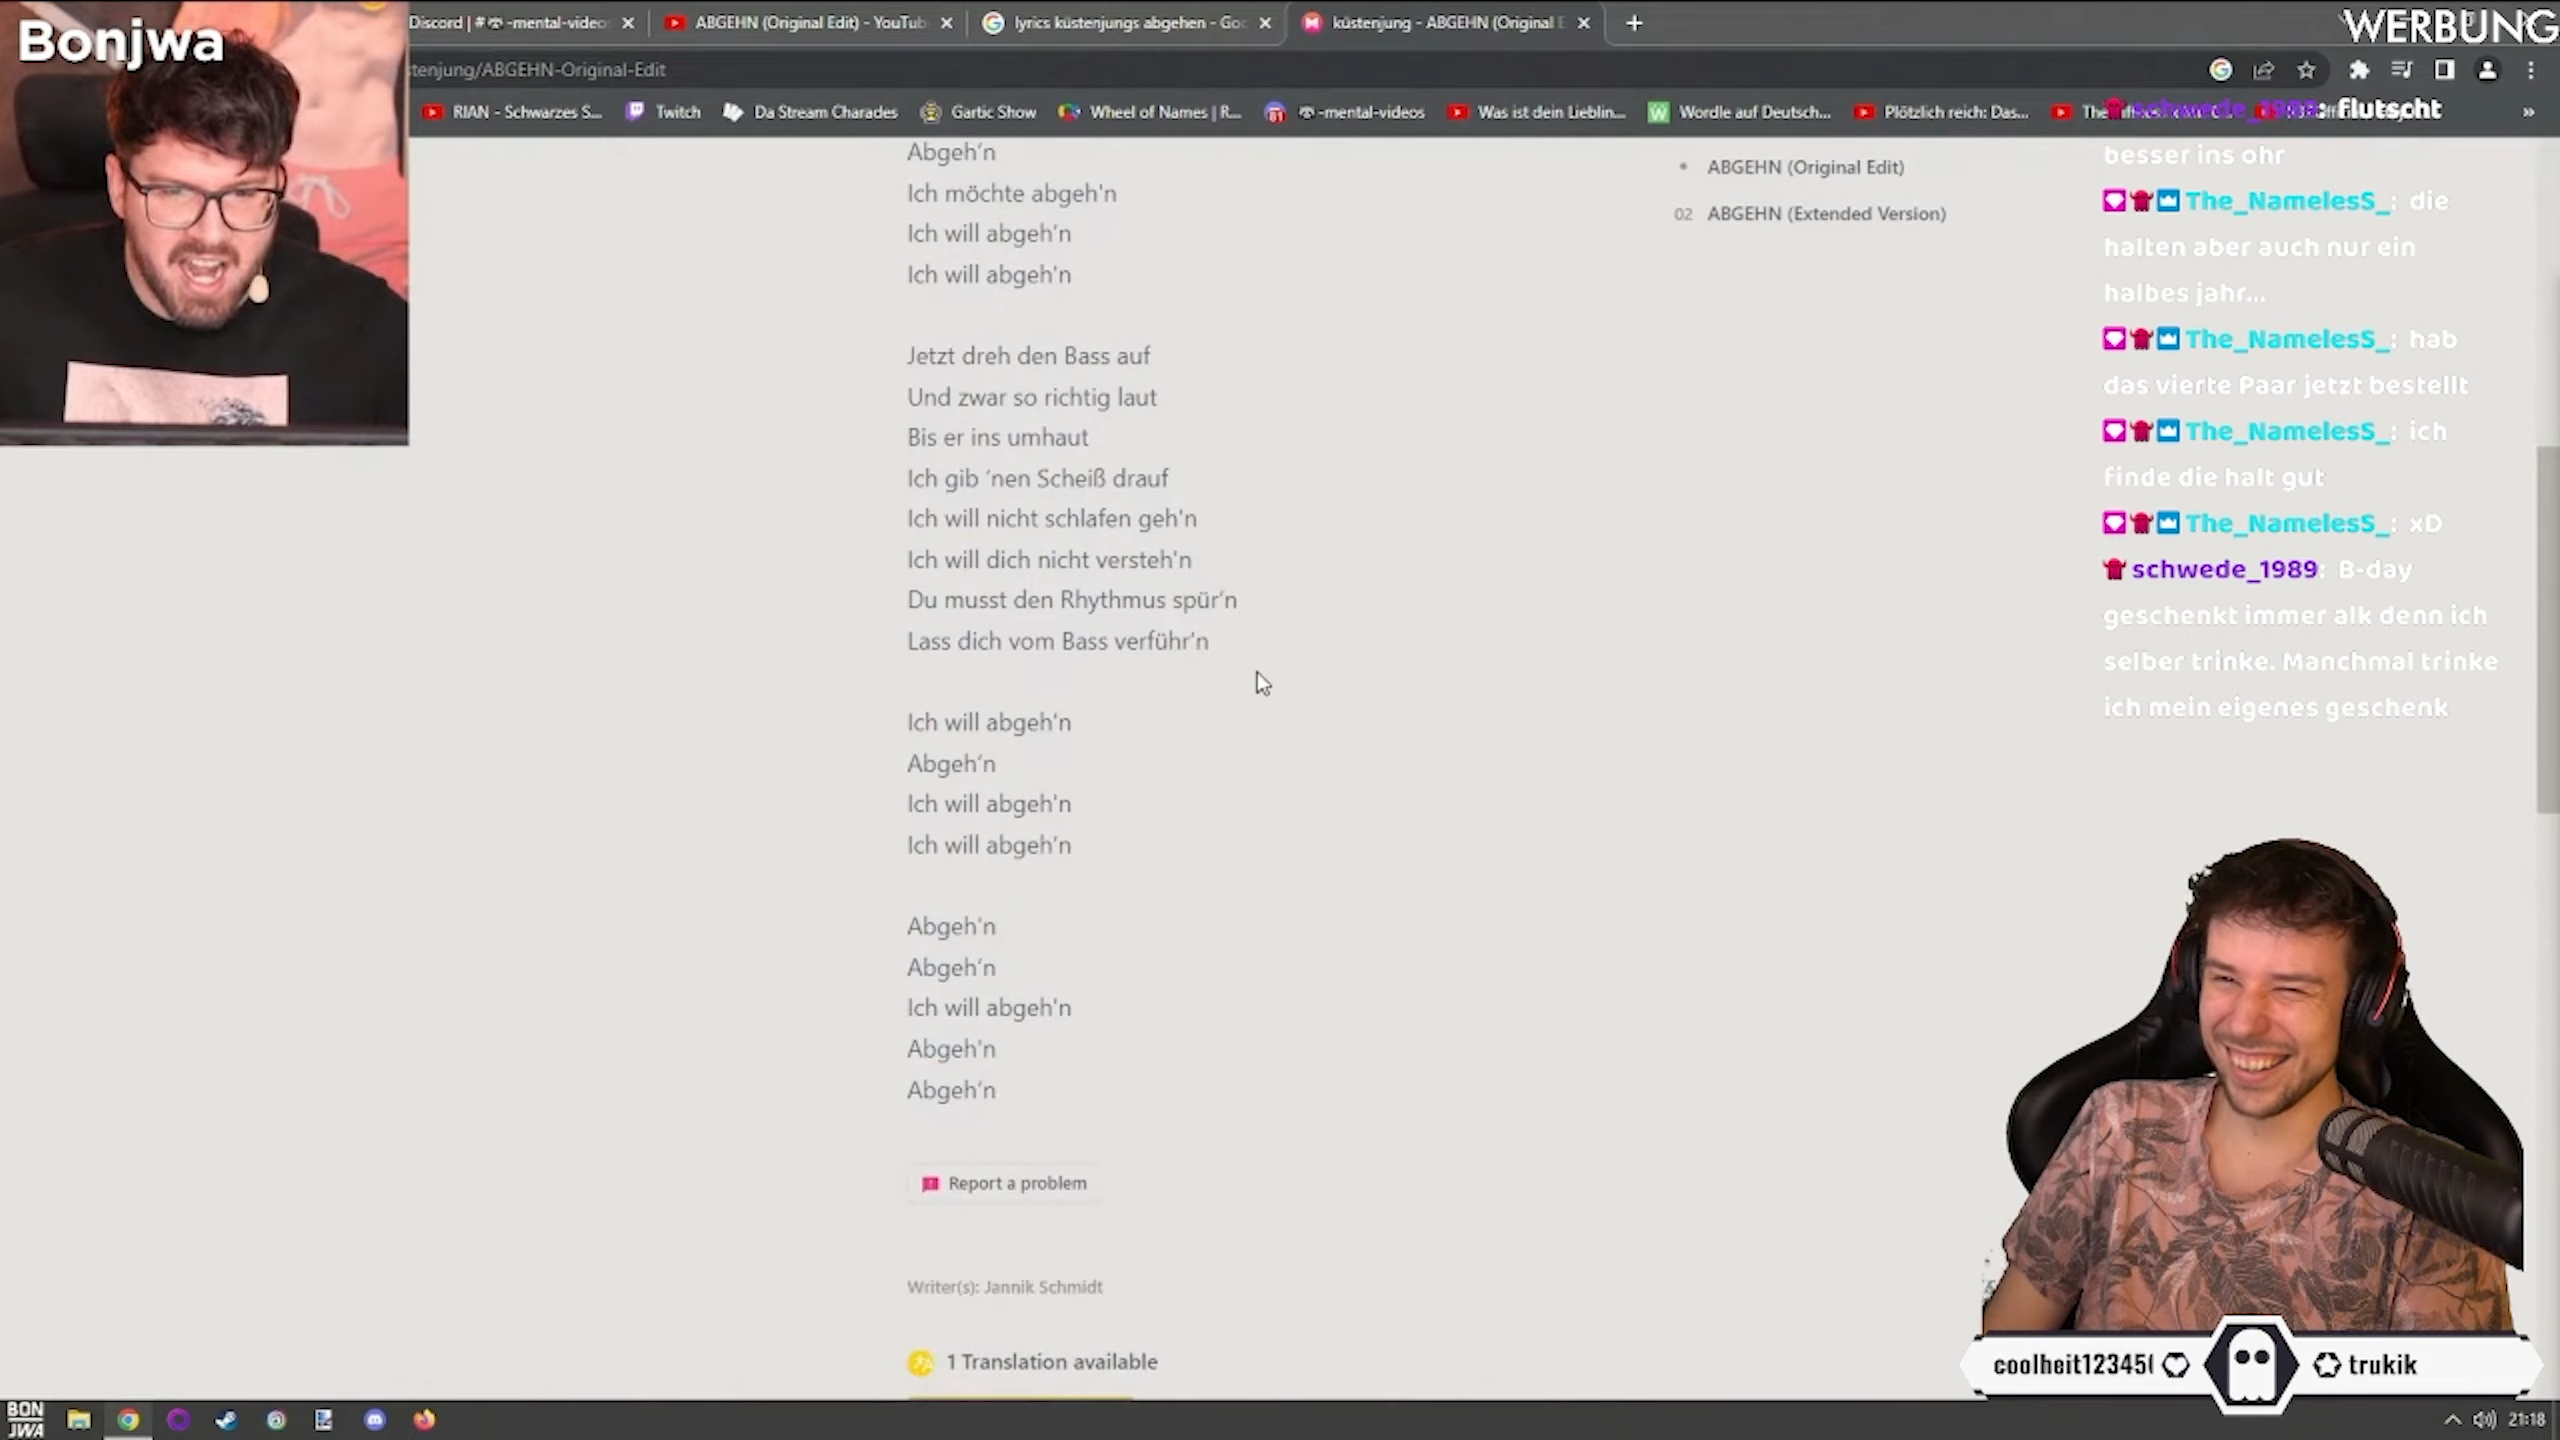 Bonjwa
WERBUNG
Discord | # -mental-video
ABGEHN (Original Edit) - YouTub
lyrics küstenjungs abgehen - Goo
küstenjung - ABGEHN (Original E
tenjung/ABGEHN-Original-Edit
RIAN - Schwarzes S...
Twitch
Da Stream Charades
Gartic Show
Wheel of Names | R...
-mental-videos
Was ist dein Lieblin...
Wordle auf Deutsch...
Plötzlich reich: Das...
»
Abgeh’n
Ich möchte abgeh'n
Ich will abgeh’n
Ich will abgeh'n
Jetzt dreh den Bass auf
Und zwar so richtig laut
Bis er ins umhaut
Ich gib ’nen Scheiß drauf
Ich will nicht schlafen geh'n
Ich will dich nicht versteh'n
Du musst den Rhythmus spür’n
Lass dich vom Bass verführ'n
Ich will abgeh’n
Abgeh’n
Ich will abgeh'n
Ich will abgeh'n
Abgeh'n
Abgeh’n
Ich will abgeh'n
Abgeh'n
Abgeh’n
Report a problem
Writer(s): Jannik Schmidt
1 Translation available
ABGEHN (Original Edit)
02 ABGEHN (Extended Version)
schwede_1989: flutscht
besser ins ohr
The_NamelesS_: die
halten aber auch nur ein
halbes jahr...
The_NamelesS_: hab
das vierte Paar jetzt bestellt
The_NamelesS_: ich
finde die halt gut
The_NamelesS_: xD
schwede_1989: B-day
geschenkt immer alk denn ich
selber trinke. Manchmal trinke
ich mein eigenes geschenk
coolheit12345
trukik
BON
JWA
21:18